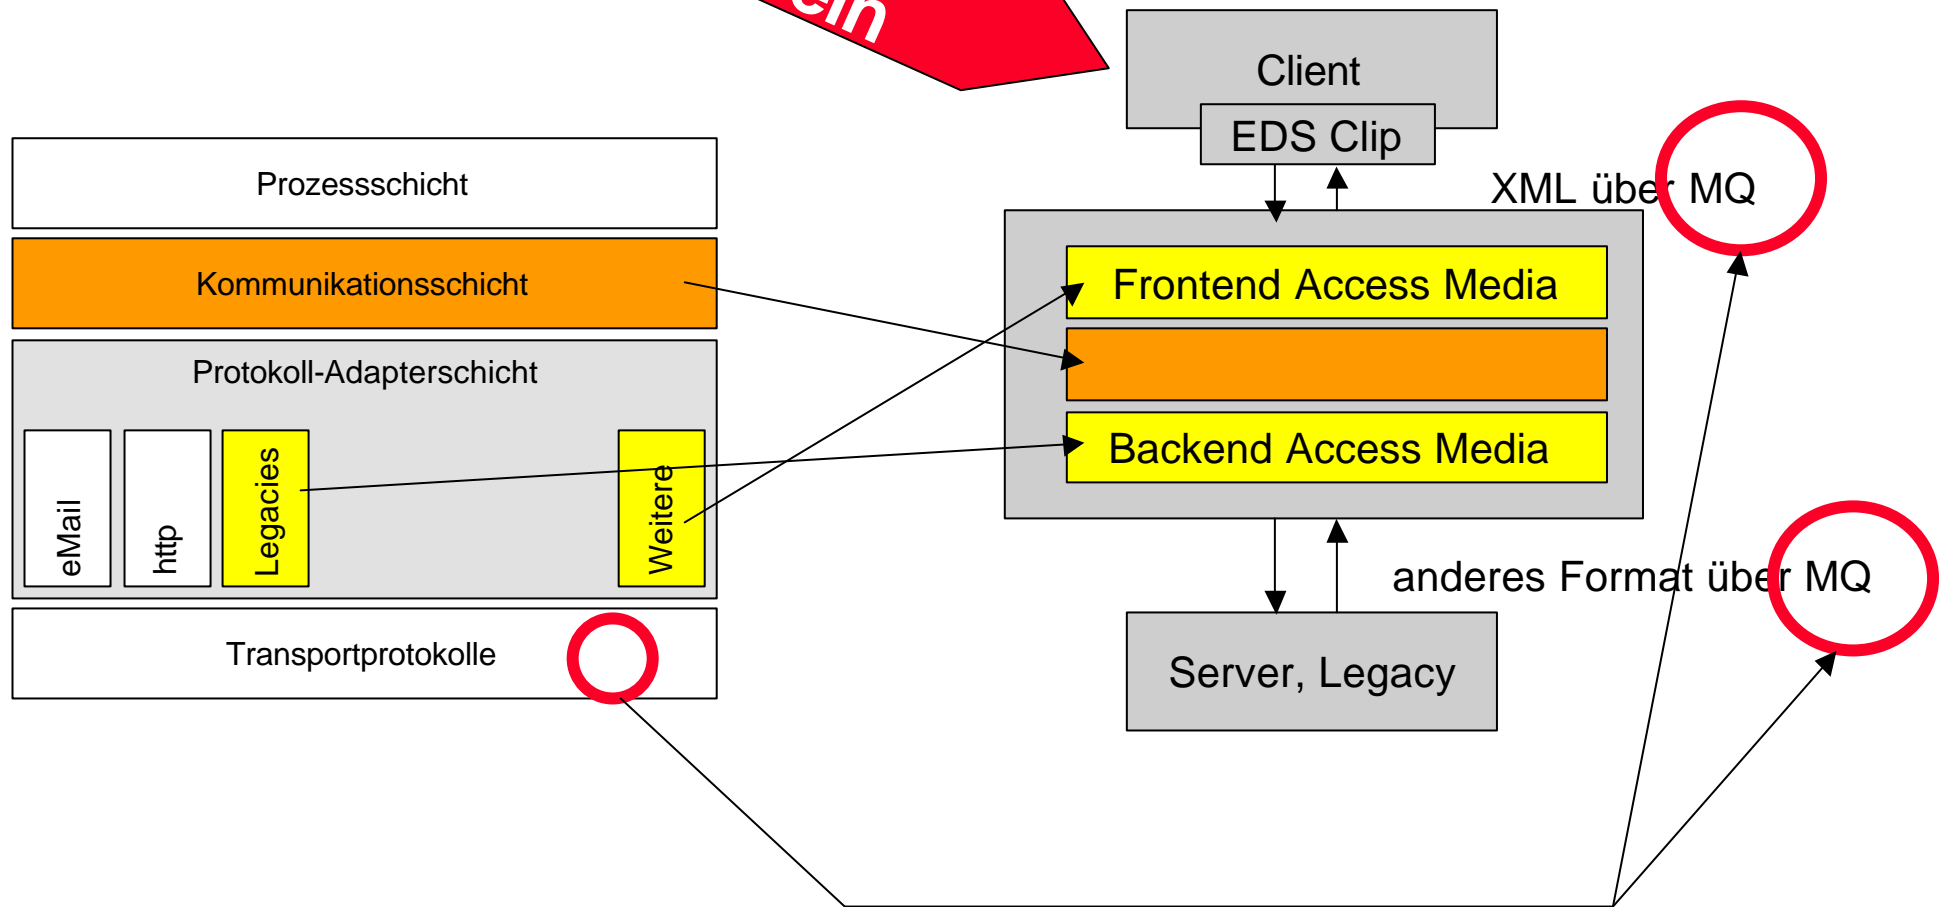 ein
Client
EDS Clip
XML über MQ
Prozessschicht
Kommunikationsschicht
Frontend Access Media
Protokoll-Adapterschicht
Backend Access Media
eMail
http
Legacies
Weitere
anderes Format über MQ
Transportprotokolle
Server, Legacy